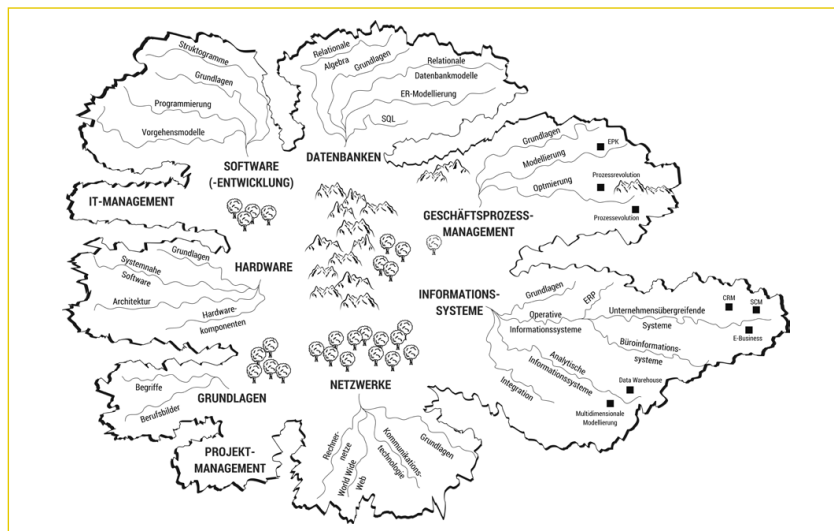 Struktogramme
Grundlagen
Programmierung
Vorgehensmodelle
SOFTWARE
(-ENTWICKLUNG)
Relationale
Algebra
Grundlagen
Relationale
Datenbankmodelle
ER-Modellierung
SQL
DATENBANKEN
Grundlagen
EPK
Modellierung
Prozessrevolution
Optmierung
Prozessevolution
GESCHÄFTSPROZESS-
MANAGEMENT
IT-MANAGEMENT
Grundlagen
Systemnahe
Software
Architektur
Hardware-
komponenten
HARDWARE
INFORMATIONS-
SYSTEME
Grundlagen
ERP
Operative
Informationssysteme
Unternehmensübergreifende
Systeme
CRM
SCM
E-Business
Büroinformations-
systeme
Analytische
Informationssysteme
Data Warehouse
Multidimensionale
Modellierung
Integration
Begriffe
Berufsbilder
GRUNDLAGEN
PROJEKT-
MANAGEMENT
NETZWERKE
Rechner-
netze
World Wide
Web
Kommunikations-
technologie
Grundlagen